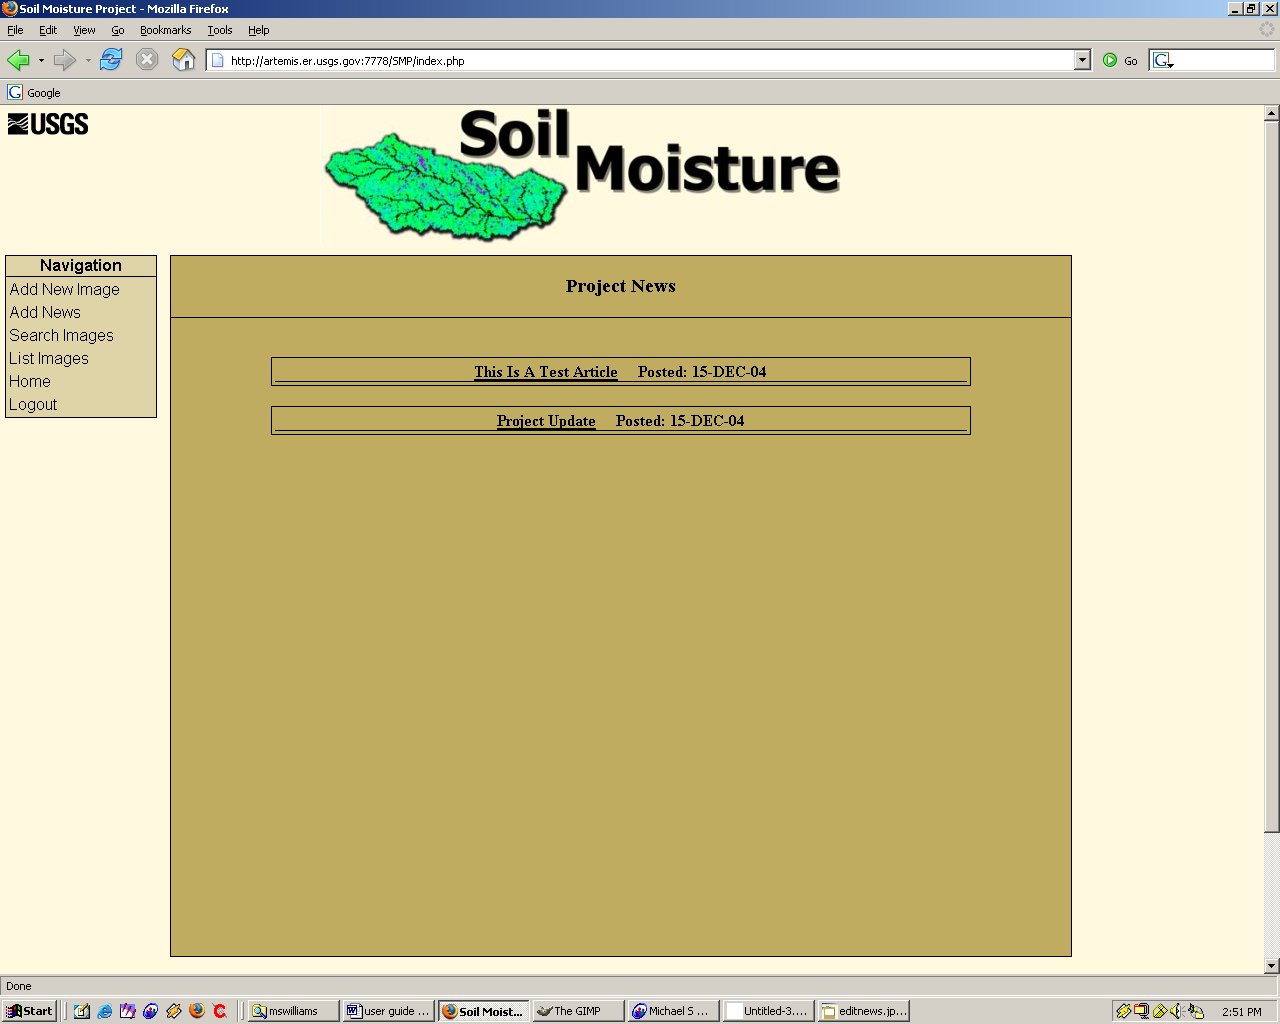 Soil Moisture Project - Mozilla Firefox
File Edit View Go Bookmarks Tools Help
http://artemis.er.usgs.gov:7778/SMP/index.php Go G
G Google
USGS
Soil
Moisture
Navigation
Add New Image
Add News
Search Images
List Images
Home
Logout
Project News
This Is A Test Article Posted: 15-DEC-04
Project Update Posted: 15-DEC-04
Done
Start mswilliams user guide ... Soil Moist... The GIMP Michael S ... Untitled-3.... editnews.jp... 2:51 PM